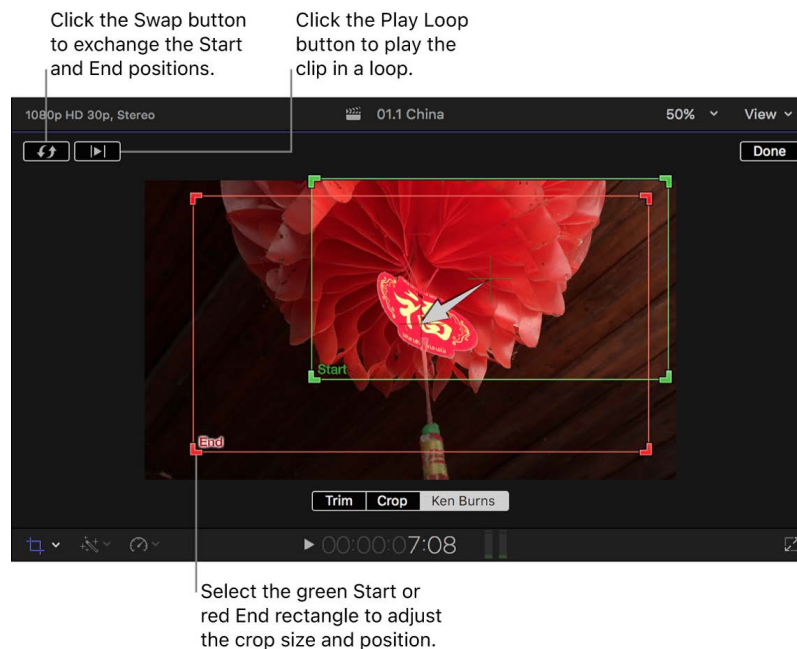 Click the Swap button
to exchange the Start
and End positions.
Click the Play Loop
button to play the
clip in a loop.
1080p HD 30p, Stereo
01.1 China
50%
View
Done
福
Start
End
Trim
Crop
Ken Burns
00:00:07:08
Select the green Start or
red End rectangle to adjust
the crop size and position.